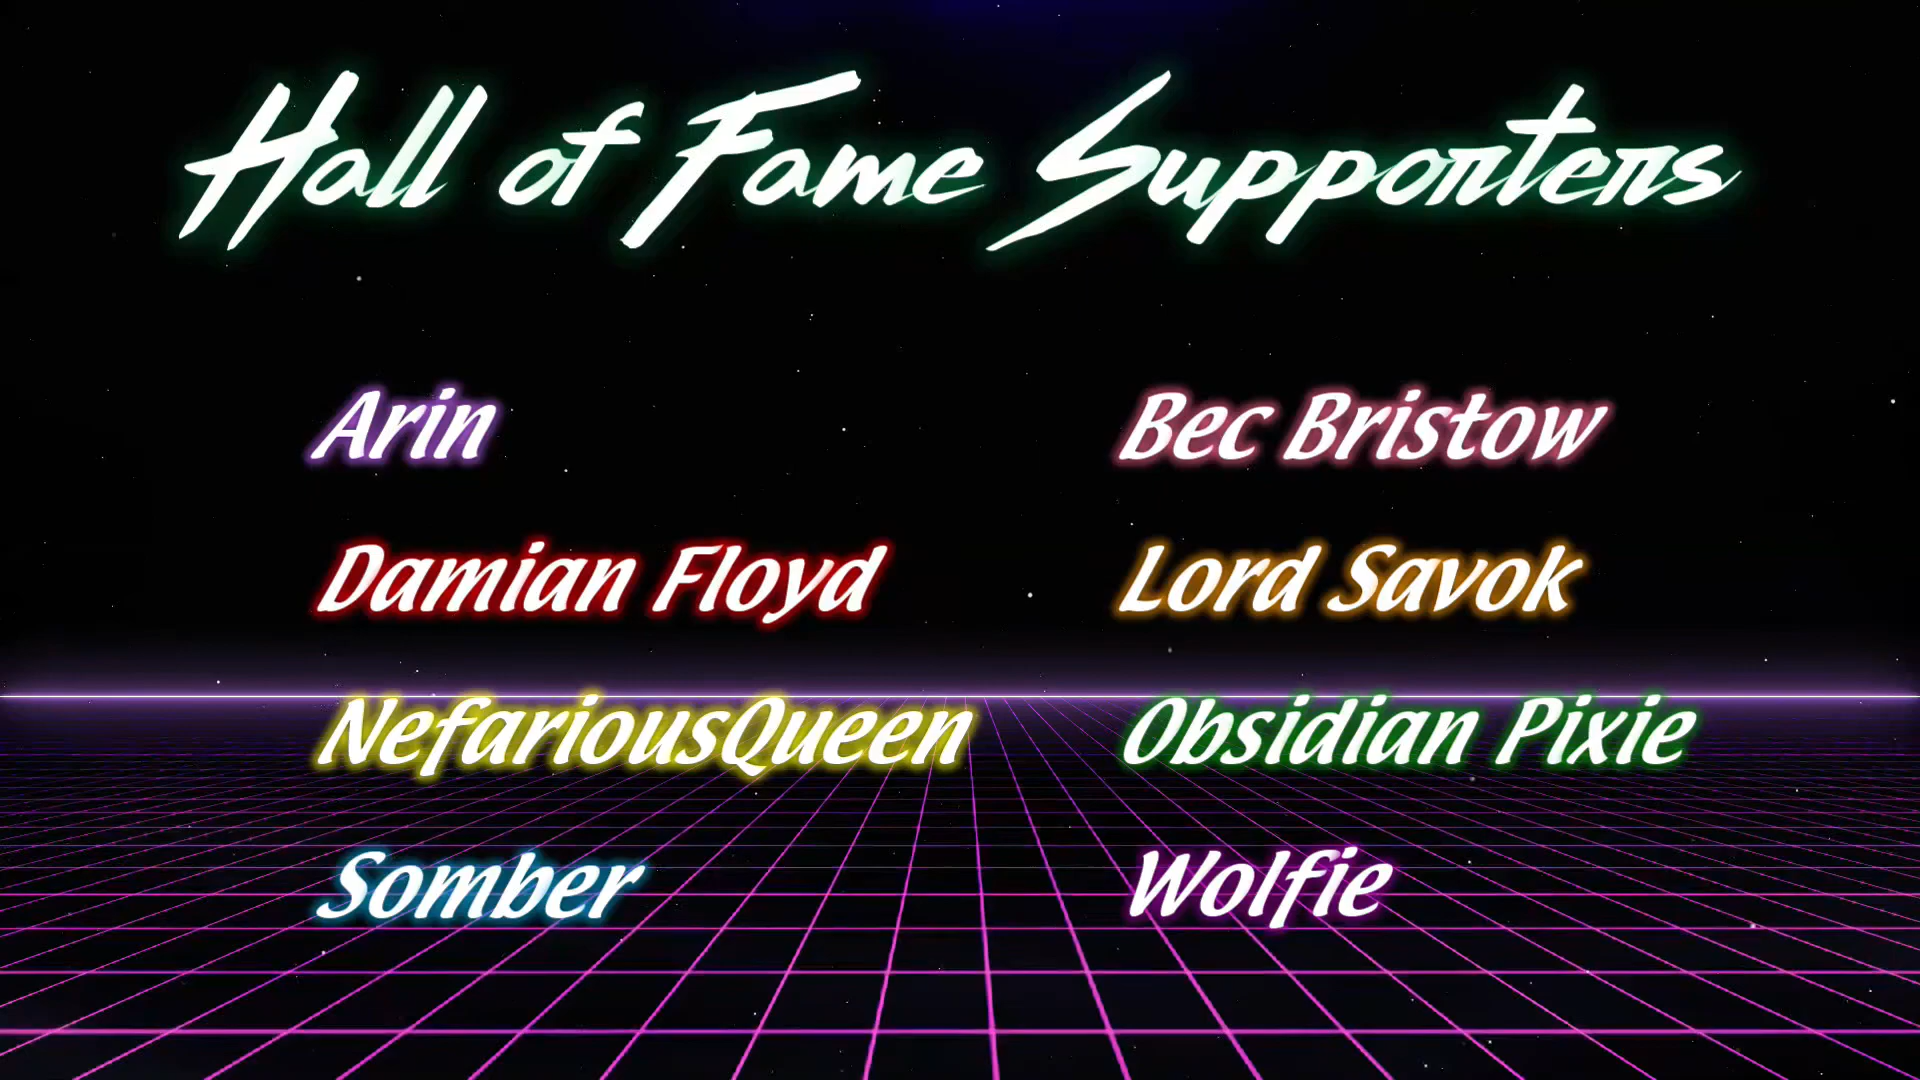 Hall of Fame Supporters
Arin
Bec Bristow
Damian Floyd
Lord Savok
NefariousQueen
Obsidian Pixie
Somber
Wolfie